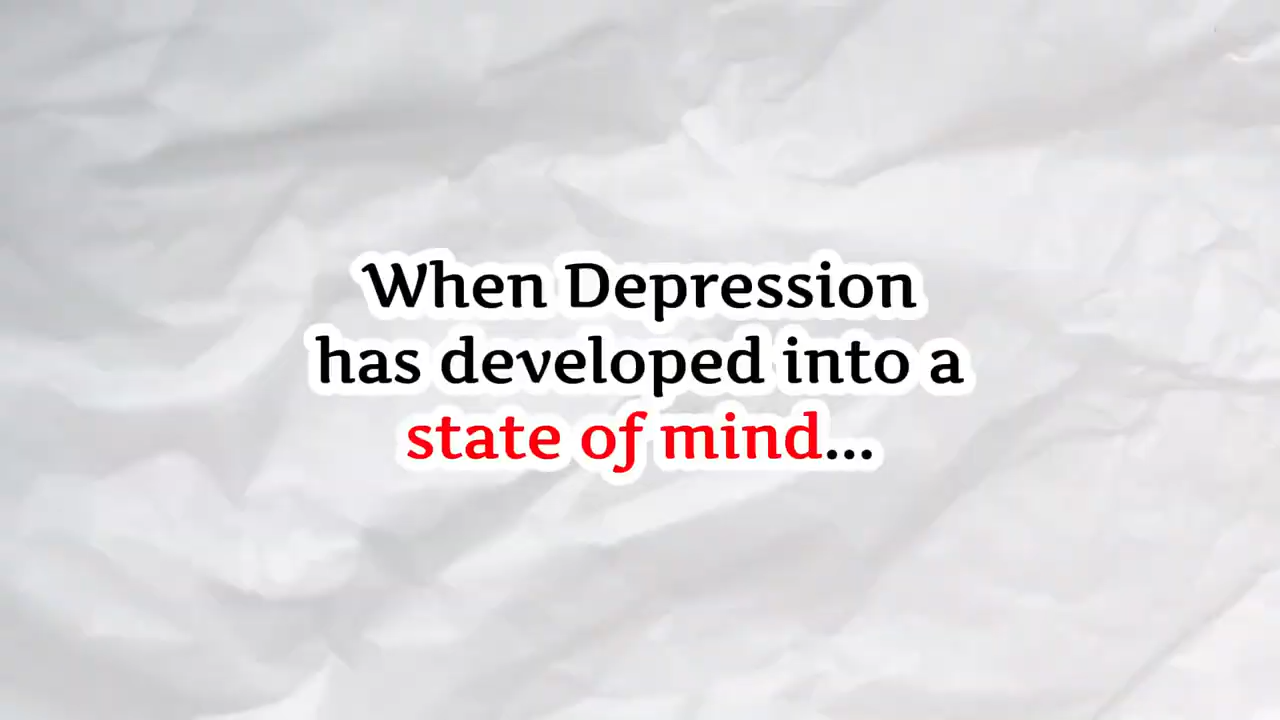 When Depression
has developed into a
state of mind...